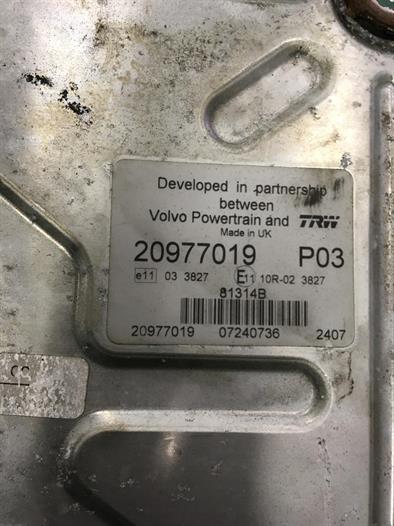 Developed in partnership
between
Volvo Powertrain and TRW
Made in UK
20977019 P03
e11 03 3827 E11 10R-02 3827
81314B
20977019 07240736 2407